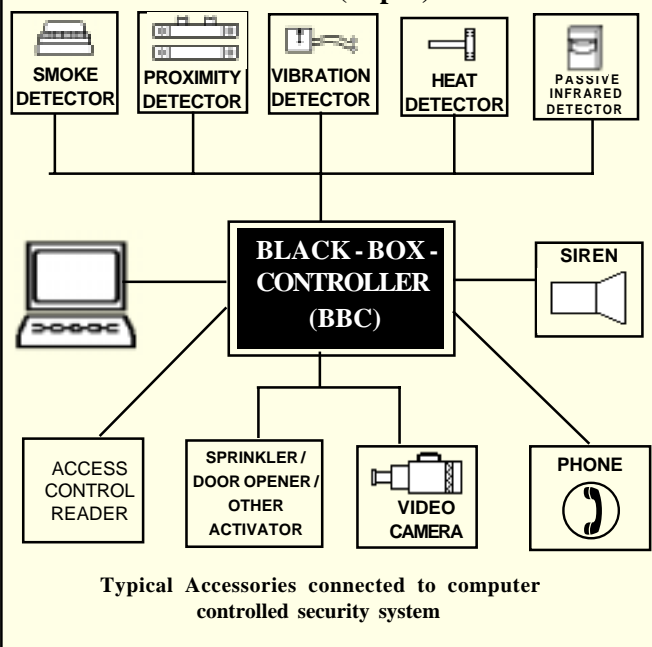 SMOKE
DETECTOR
PROXIMITY
DETECTOR
VIBRATION
DETECTOR
HEAT
DETECTOR
PASSIVE
INFRARED
DETECTOR
BLACK - BOX -
CONTROLLER
(BBC)
SIREN
ACCESS
CONTROL
READER
SPRINKLER /
DOOR OPENER /
OTHER
ACTIVATOR
VIDEO
CAMERA
PHONE
Typical Accessories connected to computer
controlled security system